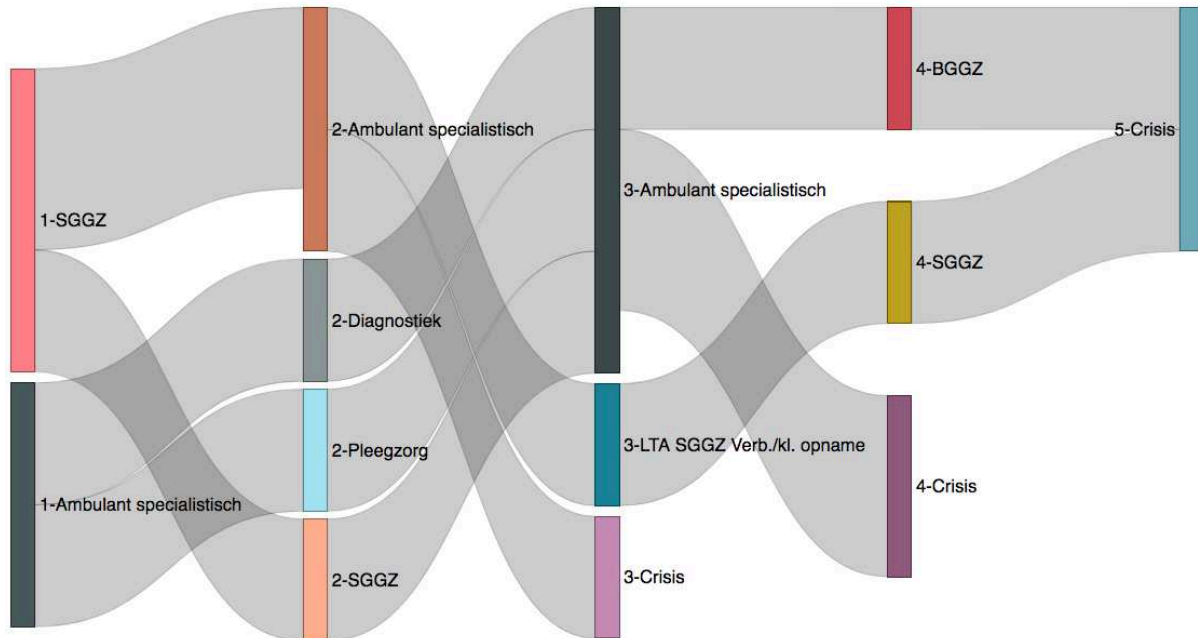 1-SGGZ
1-Ambulant specialistisch
2-Ambulant specialistisch
2-Diagnostiek
2-Pleegzorg
2-SGGZ
3-Ambulant specialistisch
3-LTA SGGZ Verb./kl. opname
3-Crisis
4-BGGZ
4-SGGZ
4-Crisis
5-Crisis